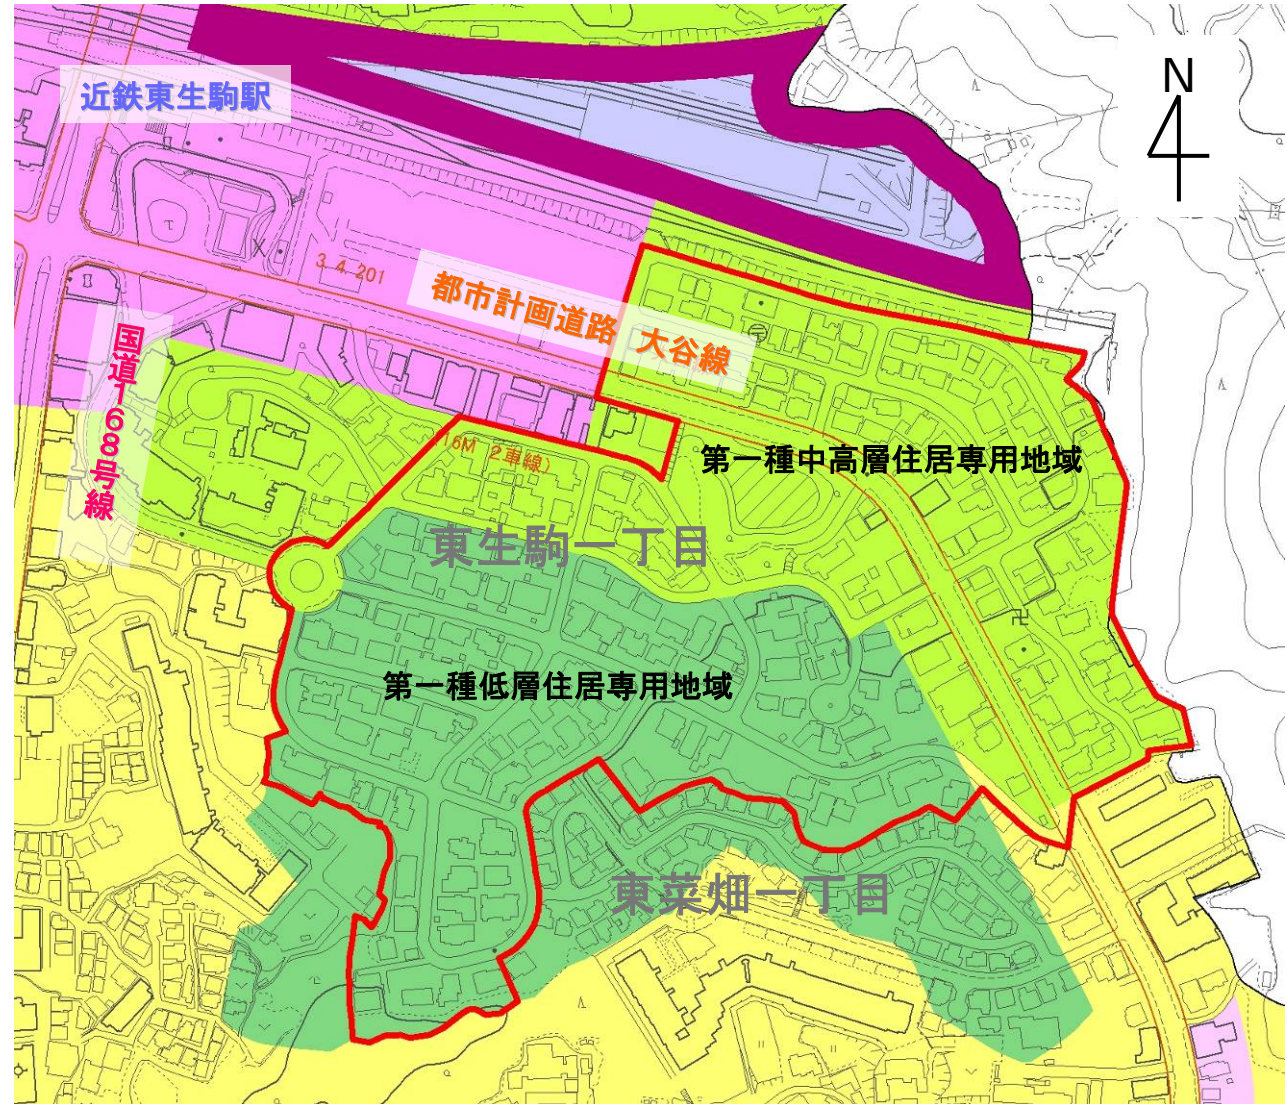 近鉄東生駒駅
N
3.4.201
都市計画道路 大谷線
国道168号線
(16M 2車線)
第一種中高層住居専用地域
東生駒一丁目
第一種低層住居専用地域
東菜畑一丁目